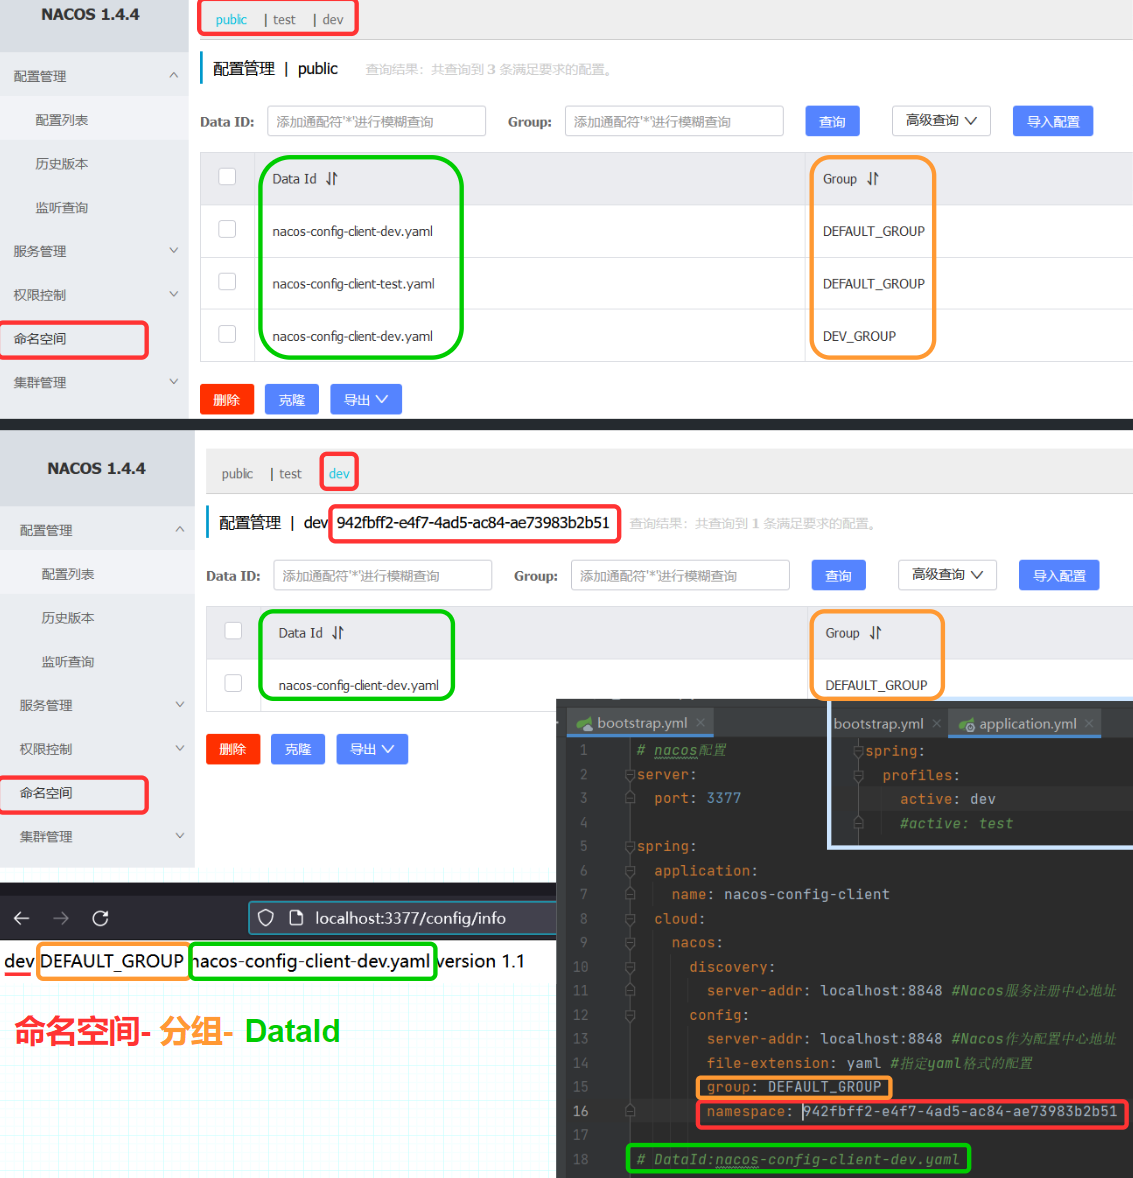 NACOS 1.4.4
public | test | dev
配置管理 | public 查询结果：共查询到 3 条满足要求的配置。
配置管理
配置列表
历史版本
监听查询
服务管理
权限控制
命名空间
集群管理
Data ID: 添加通配符'*'进行模糊查询 Group: 添加通配符'*'进行模糊查询 查询 高级查询 导入配置
Data Id Group
nacos-config-client-dev.yaml DEFAULT_GROUP
nacos-config-client-test.yaml DEFAULT_GROUP
nacos-config-client-dev.yaml DEV_GROUP
删除 克隆 导出
NACOS 1.4.4
public | test dev
配置管理 | dev 942fbff2-e4f7-4ad5-ac84-ae73983b2b51 查询结果：共查询到 1 条满足要求的配置。
配置管理
配置列表
历史版本
监听查询
服务管理
权限控制
命名空间
集群管理
Data ID: 添加通配符'*'进行模糊查询 Group: 添加通配符'*'进行模糊查询 查询 高级查询 导入配置
Data Id Group
nacos-config-client-dev.yaml DEFAULT_GROUP
删除 克隆 导出
bootstrap.yml
1 # nacos配置
2 server:
3 port: 3377
4
5 spring:
6 application:
7 name: nacos-config-client
8 cloud:
9 nacos:
10 discovery:
11 server-addr: localhost:8848 #Nacos服务注册中心地址
12 config:
13 server-addr: localhost:8848 #Nacos作为配置中心地址
14 file-extension: yaml #指定yaml格式的配置
15 group: DEFAULT_GROUP
16 namespace: 942fbff2-e4f7-4ad5-ac84-ae73983b2b51
17
18 # DataId:nacos-config-client-dev.yaml
bootstrap.yml application.yml
spring:
profiles:
active: dev
#active: test
localhost:3377/config/info
dev DEFAULT_GROUP nacos-config-client-dev.yaml version 1.1
命名空间- 分组- DataId